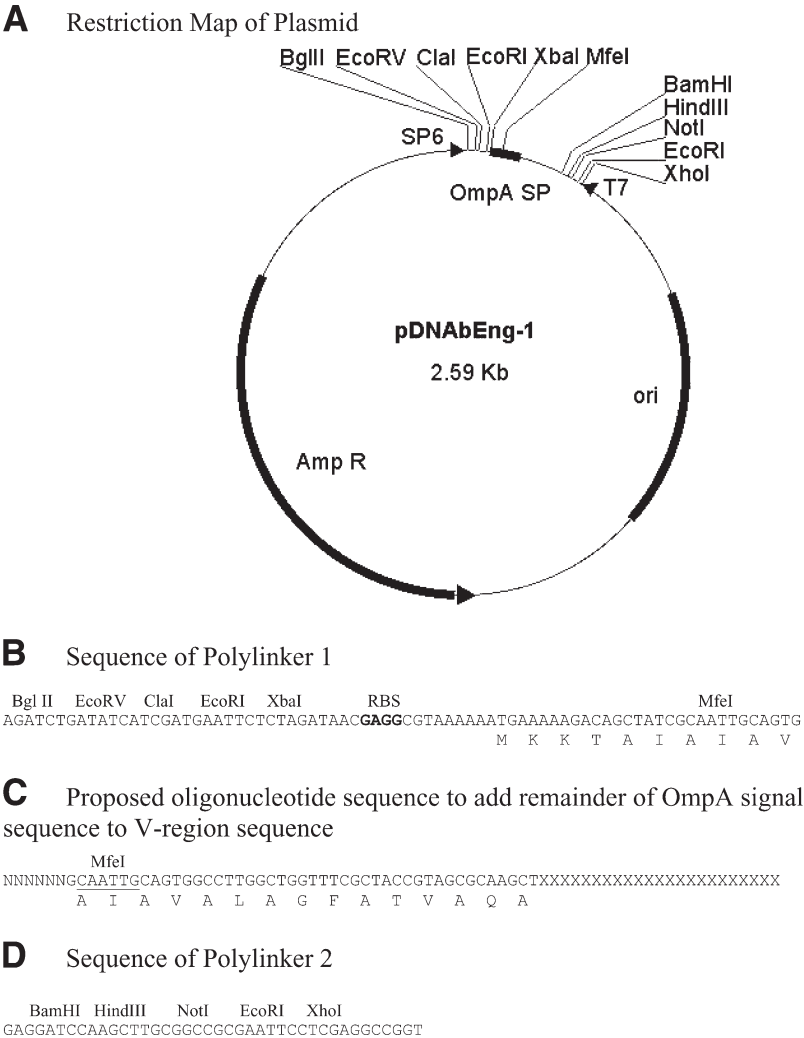 A Restriction Map of Plasmid
BglII EcoRV ClaI EcoRI XbaI MfeI
BamHI
HindIII
NotI
EcoRI
XhoI
SP6
T7
OmpA SP
pDNAbEng-1
2.59 Kb
ori
Amp R
B Sequence of Polylinker 1
Bgl II EcoRV ClaI EcoRI XbaI RBS MfeI
AGATCTGATATCATCGATGAATTCTCTAGATAACGAGGCGTAAAAAATGAAAAAGACAGCTATCGCAATTGCAGTG
M K K T A I A I A V
C Proposed oligonucleotide sequence to add remainder of OmpA signal
sequence to V-region sequence
MfeI
NNNNNNGCAATTGCAGTGGCCTTGGCTGGTTTCGCTACCGTAGCGCAAGCTXXXXXXXXXXXXXXXXXXXXXXX
A I A V A L A G F A T V A Q A
D Sequence of Polylinker 2
BamHI HindIII NotI EcoRI XhoI
GAGGATCCAAGCTTGCGGCCGCGAATTCCTCGAGGCCGGT